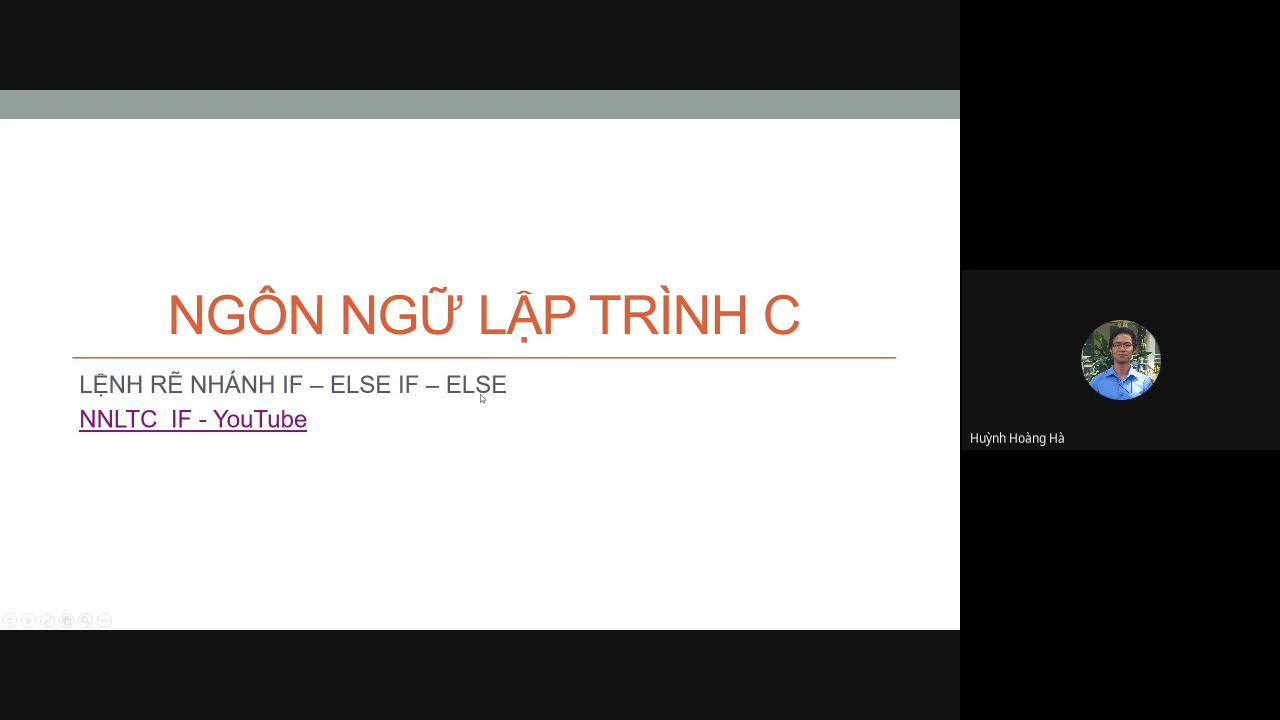 NGÔN NGỮ LẬP TRÌNH C
LỆNH RẼ NHÁNH IF – ELSE IF – ELSE
NNLTC_IF - YouTube
Huỳnh Hoàng Hà